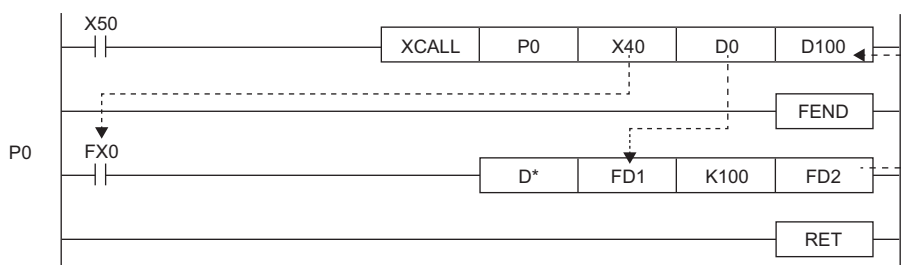 X50
XCALL P0 X40 D0 D100
FEND
P0 FX0
D* FD1 K100 FD2
RET